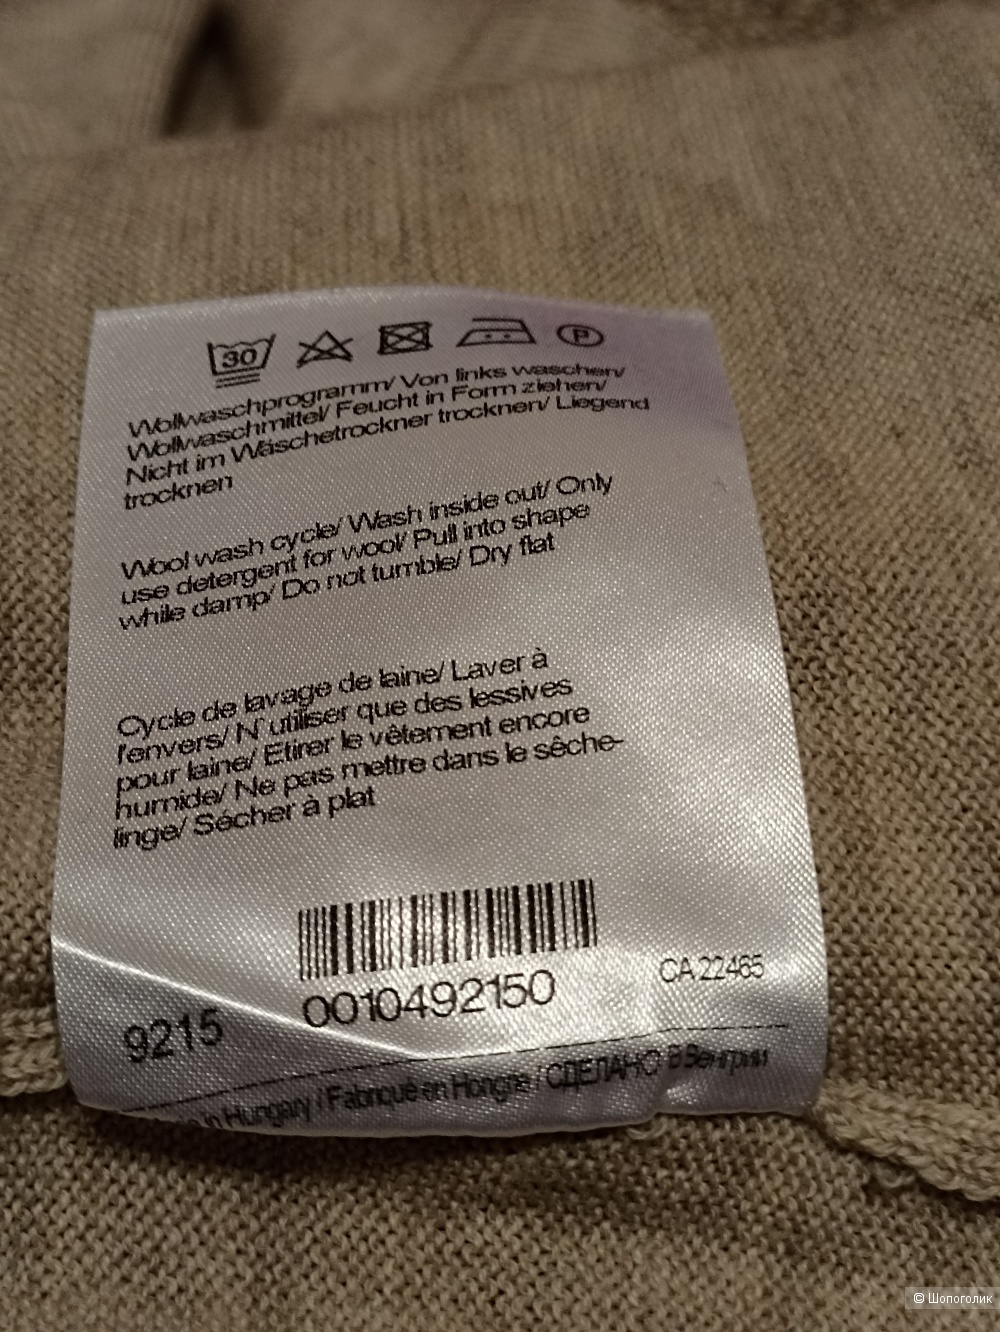 30
P
Wollwaschprogramm/ Von links waschen/
Wollwaschmittel/ Feucht in Form ziehen/
Nicht im Wäschetrockner trocknen/ Liegend
trocknen
Wool wash cycle/ Wash inside out/ Only
use detergent for wool/ Pull into shape
while damp/ Do not tumble/ Dry flat
Cycle de lavage de laine/ Laver à
l'envers/ N'utiliser que des lessives
pour laine/ Etirer le vêtement encore
humide/ Ne pas mettre dans le sèche-
linge/ Sécher à plat
0010492150
CA 22465
9215
in Hungary / Fabriqué en Hongrie / СДЕЛАНО В Венгрии
© Шопоголик